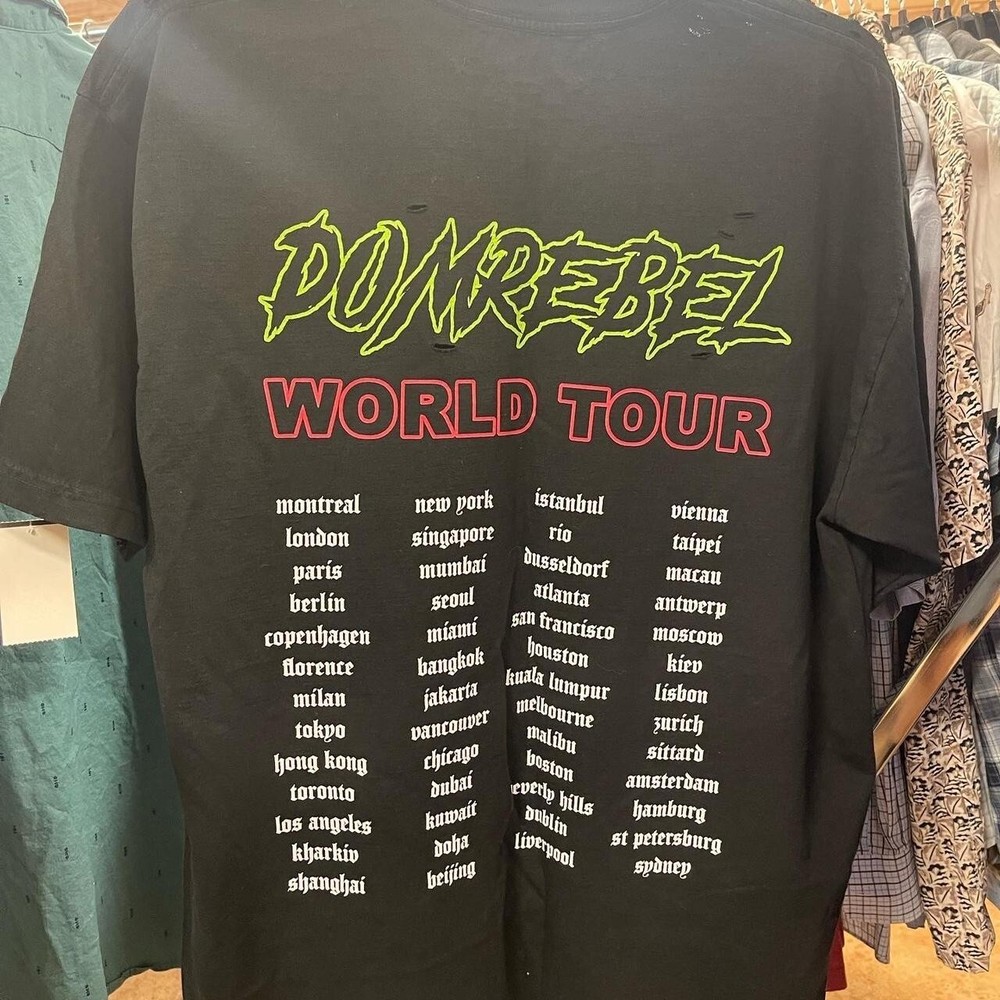 DOMREBEL
WORLD TOUR
montreal
london
paris
berlin
copenhagen
florence
milan
tokyo
hong kong
toronto
los angeles
kharkiv
shanghai
new york
singapore
mumbai
seoul
miami
bangkok
jakarta
vancouver
chicago
dubai
kuwait
doha
beijing
istanbul
rio
dusseldorf
atlanta
san francisco
houston
kuala lumpur
melbourne
malibu
boston
everly hills
dublin
liverpool
vienna
taipei
macau
antwerp
moscow
kiev
lisbon
zurich
sittard
amsterdam
hamburg
st petersburg
sydney